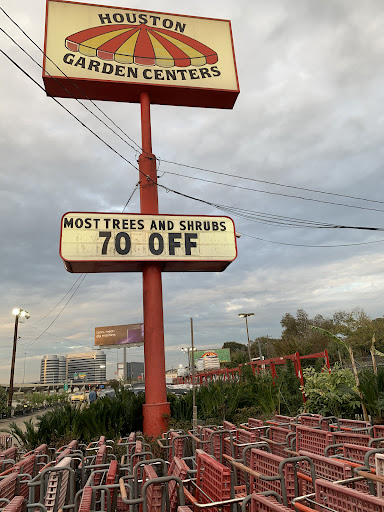 HOUSTON
GARDEN CENTERS
MOST TREES AND SHRUBS
70 OFF